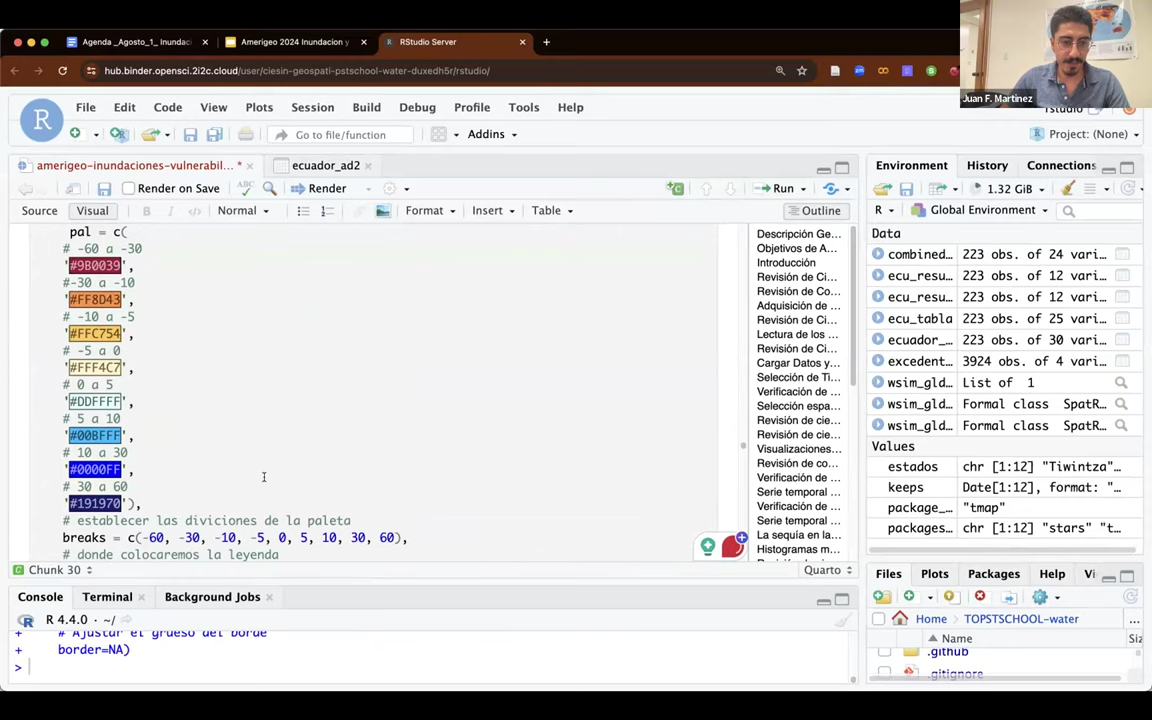 Agenda _Agosto_1_ Inundaci
Amerigeo 2024 Inundacion y
RStudio Server
hub.binder.opensci.2i2c.cloud/user/ciesin-geospati-pstschool-water-duxedh5r/rstudio/
Juan F. Martinez
rstudio
File Edit Code View Plots Session Build Debug Profile Tools Help
Go to file/function
Addins
Project: (None)
amerigeo-inundaciones-vulnerabil... *
ecuador_ad2
Render on Save
Render
Run
Source Visual
Normal
Format
Insert
Table
Outline
pal = c(
# -60 a -30
'#9B0039',
#-30 a -10
'#FF8D43',
# -10 a -5
'#FFC754',
# -5 a 0
'#FFF4C7',
# 0 a 5
'#DDFFFF',
# 5 a 10
'#00BFFF',
# 10 a 30
'#0000FF',
# 30 a 60
'#191970'),
# establecer las diviciones de la paleta
breaks = c(-60, -30, -10, -5, 0, 5, 10, 30, 60),
# donde colocaremos la leyenda
Chunk 30
Quarto
Descripción Ge...
Objetivos de A...
Introducción
Revisión de Ci...
Revisión de Co...
Adquisición de ...
Revisión de Ci...
Lectura de los ...
Revisión de Ci...
Cargar Datos y...
Selección de Ti...
Verificación de ...
Selección espa...
Revisión de cie...
Revisión de cie...
Visualizaciones...
Revisión de co...
Verificación de ...
Serie temporal ...
Verificación de ...
Serie temporal ...
La sequía en la...
Histogramas m...
Console Terminal Background Jobs
R 4.4.0 · ~/
+ # Ajustar el grueso del borde
+ border=NA)
>
Environment History Connections
1.32 GiB
R
Global Environment
Data
combined... 223 obs. of 24 vari...
ecu_resu... 223 obs. of 12 vari...
ecu_resu... 223 obs. of 12 vari...
ecu_tabla 223 obs. of 25 vari...
ecuador_... 223 obs. of 30 vari...
excedent... 3924 obs. of 4 vari...
wsim_gld... List of 1
wsim_gld... Formal class SpatR...
wsim_gld... Formal class SpatR...
Values
estados chr [1:12] "Tiwintza"...
keeps Date[1:12], format: "...
package_... "tmap"
packages chr [1:12] "stars" "t...
Files Plots Packages Help Vi
Home TOPSTSCHOOL-water
...
Name
Siz
.github
.gitignore